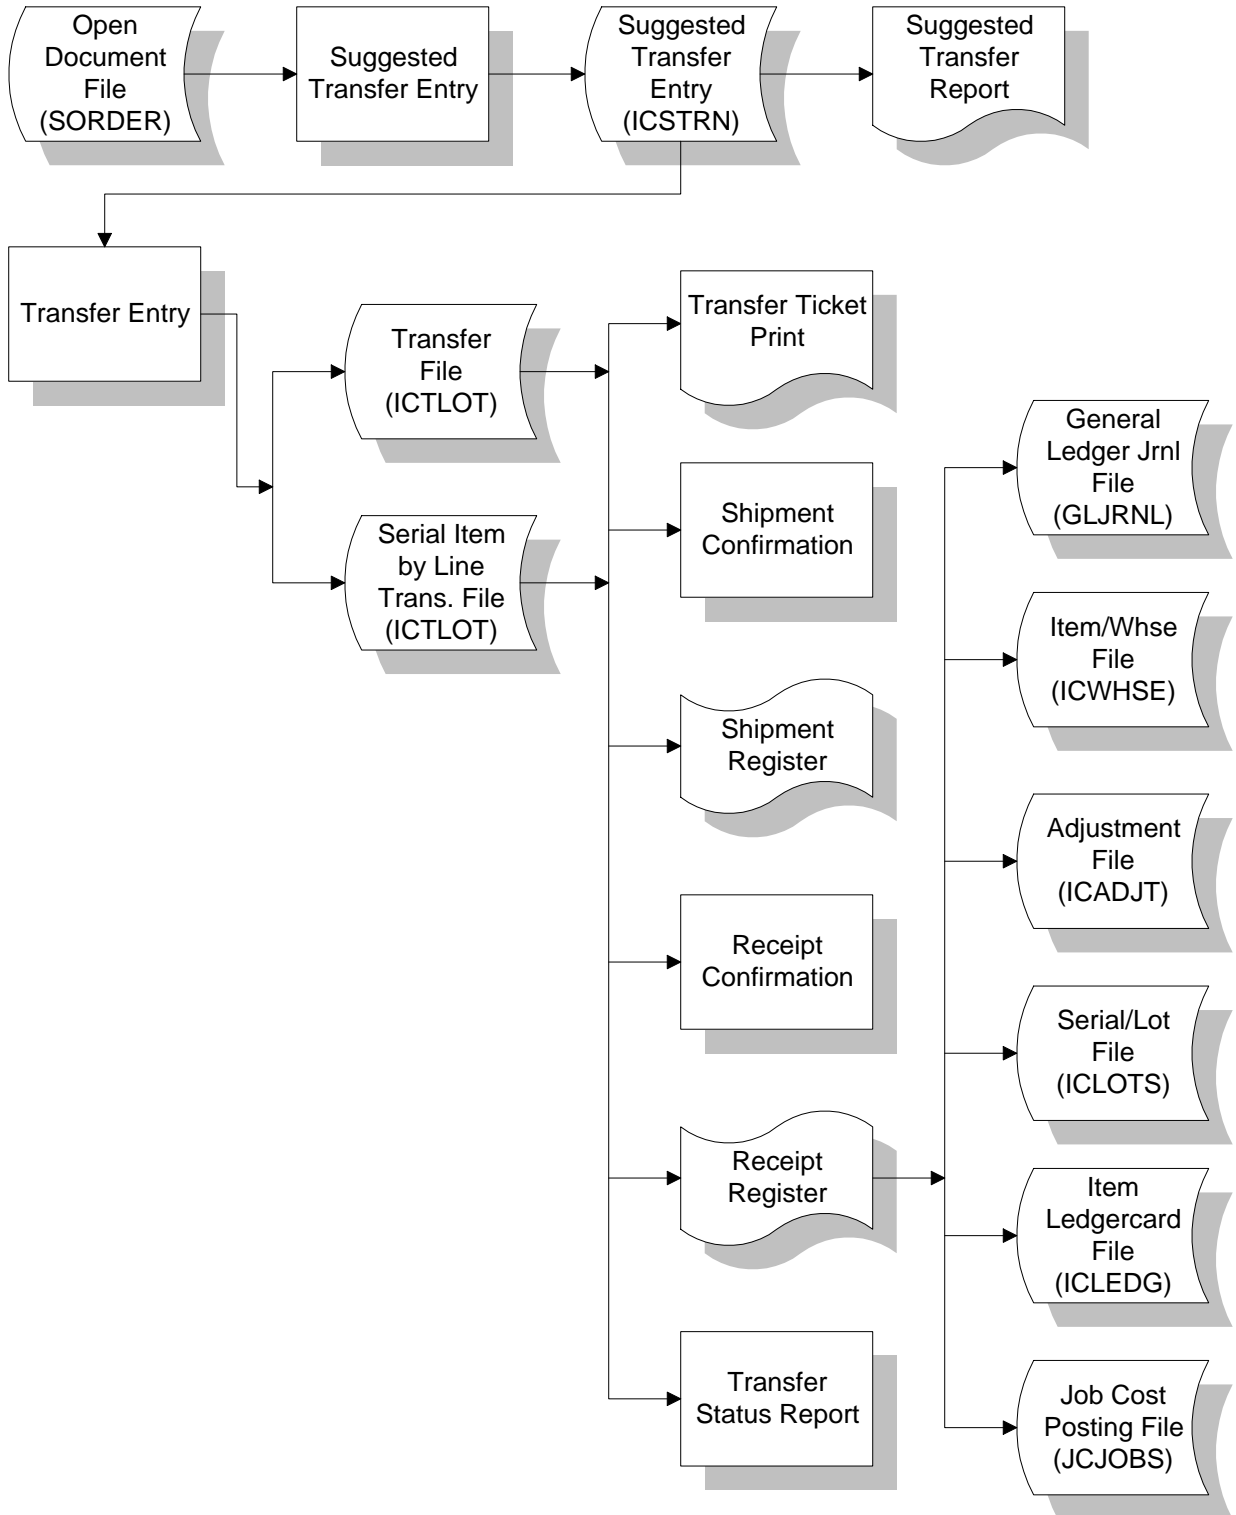 Open
Document
File
(SORDER)
Suggested
Transfer Entry
Suggested
Transfer
Entry
(ICSTRN)
Suggested
Transfer
Report
Transfer Entry
Transfer
File
(ICTLOT)
Serial Item
by Line
Trans. File
(ICTLOT)
Transfer Ticket
Print
Shipment
Confirmation
Shipment
Register
Receipt
Confirmation
Receipt
Register
Transfer
Status Report
General
Ledger Jrnl
File
(GLJRNL)
Item/Whse
File
(ICWHSE)
Adjustment
File
(ICADJT)
Serial/Lot
File
(ICLOTS)
Item
Ledgercard
File
(ICLEDG)
Job Cost
Posting File
(JCJOBS)